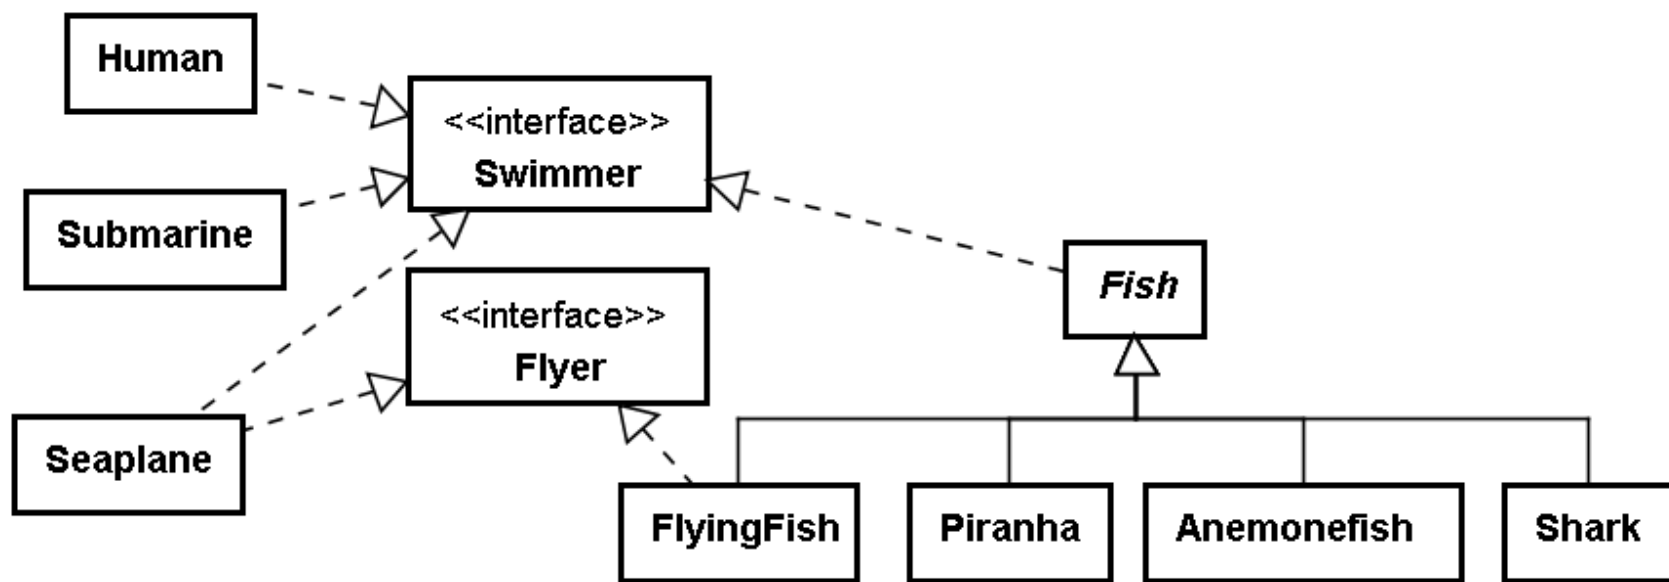 Human
<<interface>>
Swimmer
Submarine
Fish
<<interface>>
Flyer
Seaplane
FlyingFish
Piranha
Anemonefish
Shark